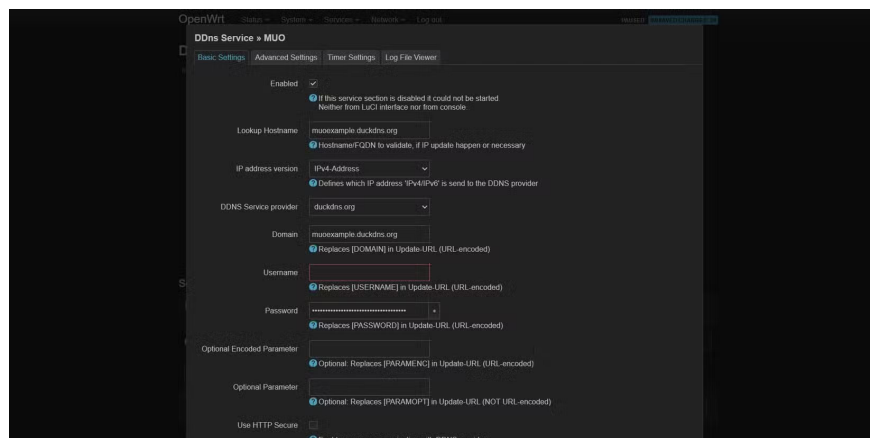 OpenWrt Status System Services Network Log out
DDns Service » MUO
Basic Settings Advanced Settings Timer Settings Log File Viewer
Enabled
If this service section is disabled it could not be started.
Neither from LuCI interface nor from console.
Lookup Hostname muoexample.duckdns.org
Hostname/FQDN to validate, if IP update happen or necessary
IP address version IPv4-Address
Defines which IP address 'IPv4/IPv6' is send to the DDNS provider
DDNS Service provider duckdns.org
Domain muoexample.duckdns.org
Replaces [DOMAIN] in Update-URL (URL-encoded)
Username
Replaces [USERNAME] in Update-URL (URL-encoded)
Password
Replaces [PASSWORD] in Update-URL (URL-encoded)
Optional Encoded Parameter
Optional: Replaces [PARAMENC] in Update-URL (URL-encoded)
Optional Parameter
Optional: Replaces [PARAMOPT] in Update-URL (NOT URL-encoded)
Use HTTP Secure